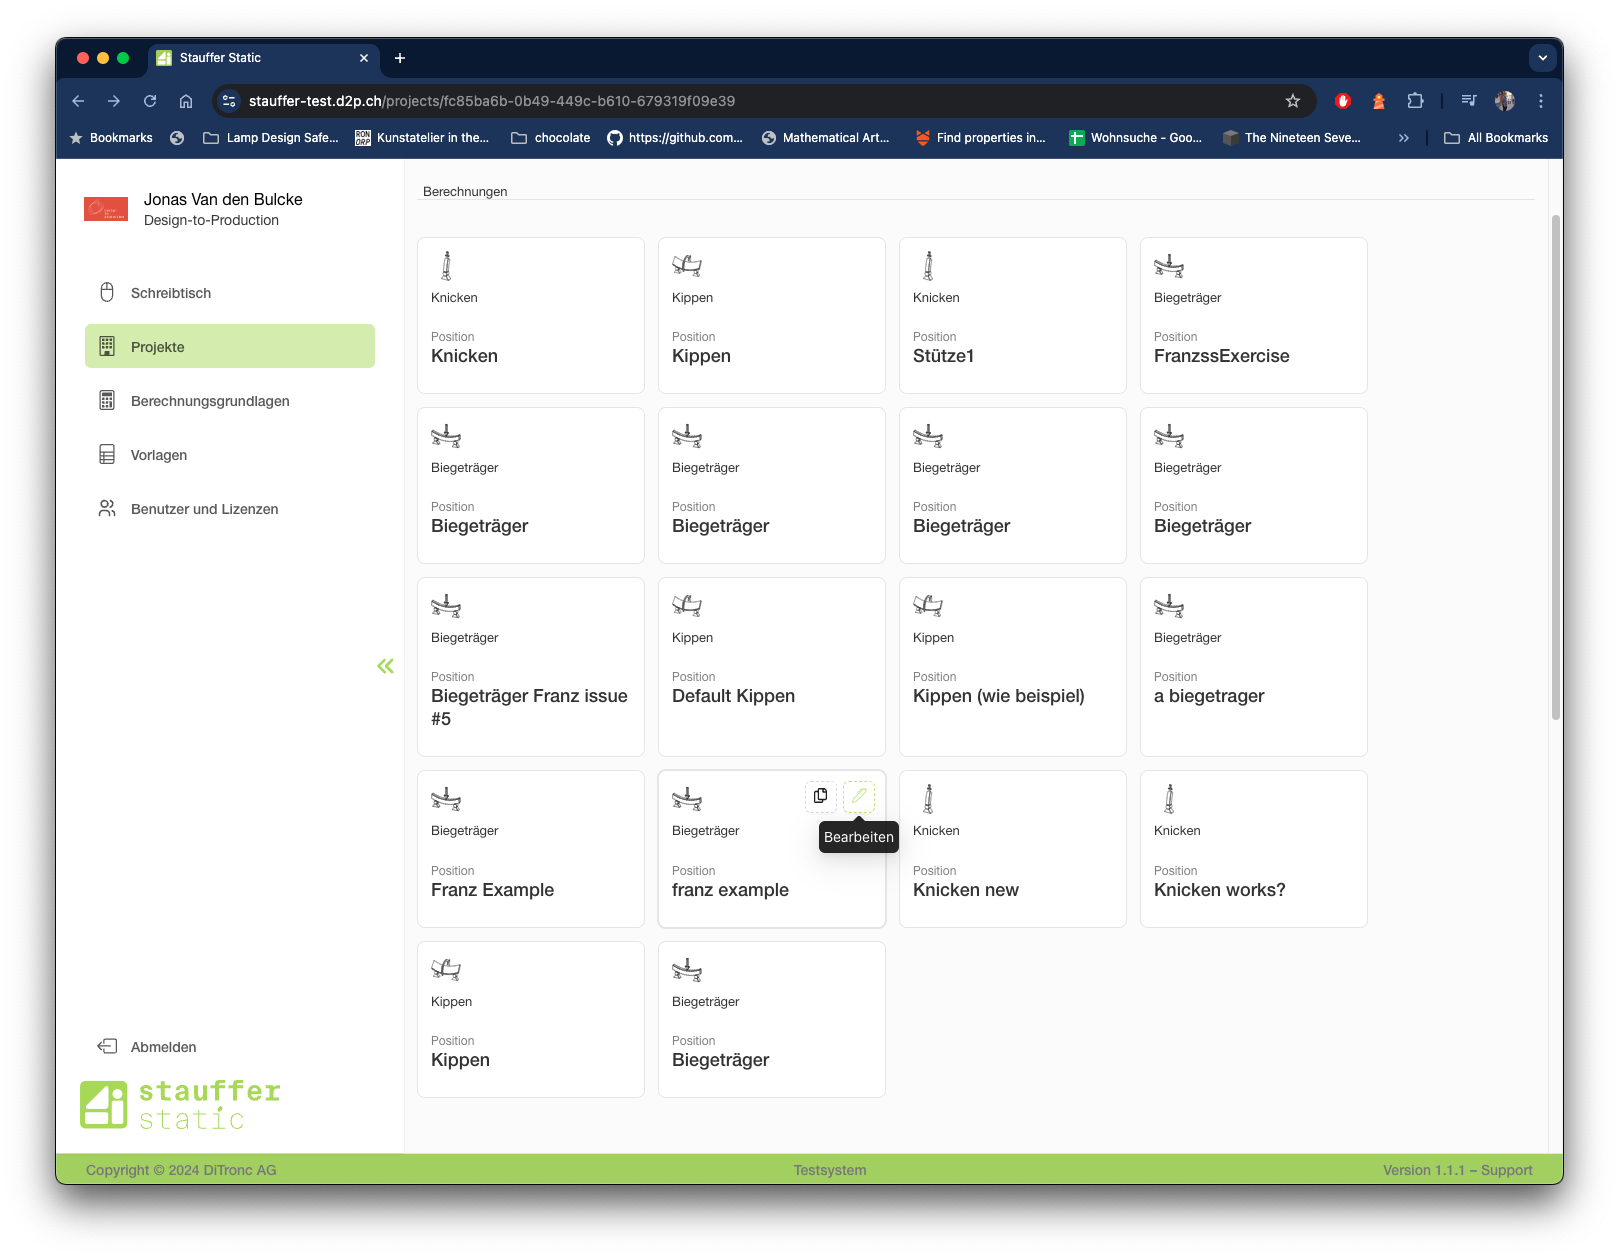 Stauffer Static
stauffer-test.d2p.ch/projects/fc85ba6b-0b49-449c-b610-679319f09e39
Bookmarks
Lamp Design Safe...
RON ORP
Kunstatelier in the...
chocolate
https://github.com...
Mathematical Art...
Find properties in...
Wohnsuche - Goo...
The Nineteen Seve...
All Bookmarks
Jonas Van den Bulcke
Design-to-Production
Schreibtisch
Projekte
Berechnungsgrundlagen
Vorlagen
Benutzer und Lizenzen
Abmelden
stauffer
static
Berechnungen
Knicken
Position
Knicken
Kippen
Position
Kippen
Knicken
Position
Stütze1
Biegeträger
Position
FranzssExercise
Biegeträger
Position
Biegeträger
Biegeträger
Position
Biegeträger
Biegeträger
Position
Biegeträger
Biegeträger
Position
Biegeträger
Biegeträger
Position
Biegeträger Franz issue
#5
Kippen
Position
Default Kippen
Kippen
Position
Kippen (wie beispiel)
Biegeträger
Position
a biegetrager
Biegeträger
Position
Franz Example
Biegeträger
Bearbeiten
Position
franz example
Knicken
Position
Knicken new
Knicken
Position
Knicken works?
Kippen
Position
Kippen
Biegeträger
Position
Biegeträger
Copyright © 2024 DiTronc AG
Testsystem
Version 1.1.1 – Support